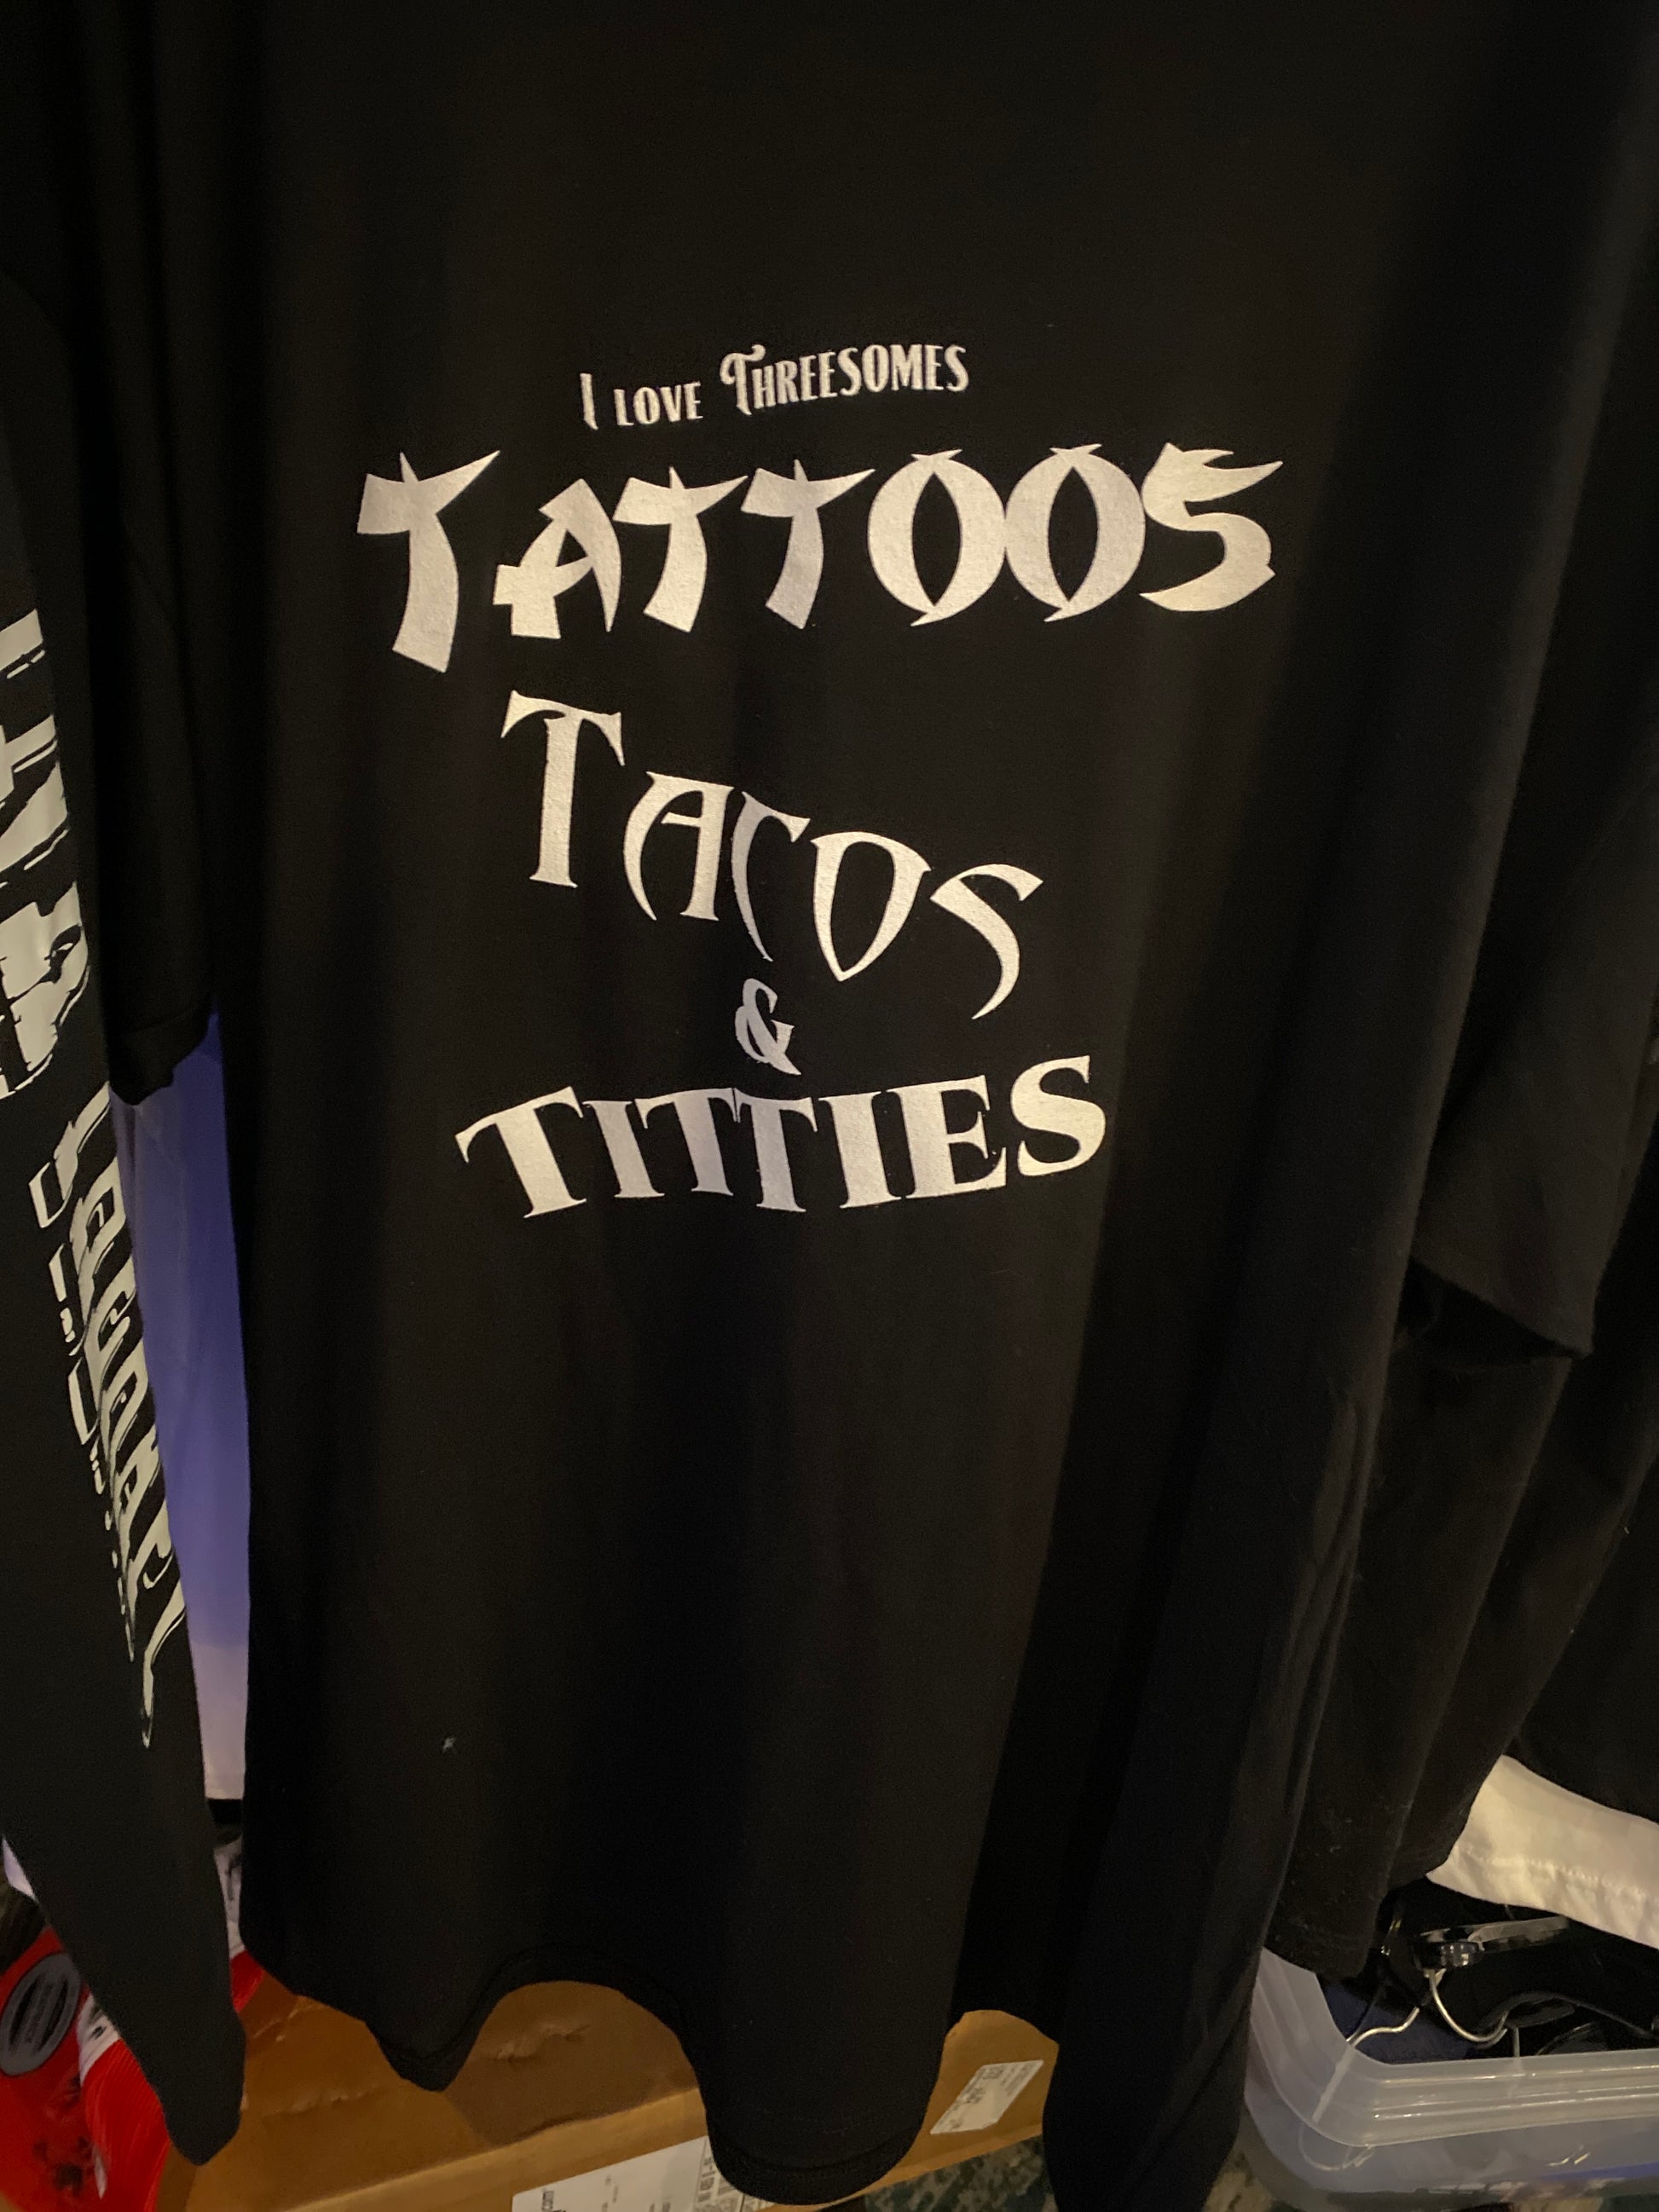 I LOVE THREESOMES
TATTOOS
TACOS
&
TITTIES